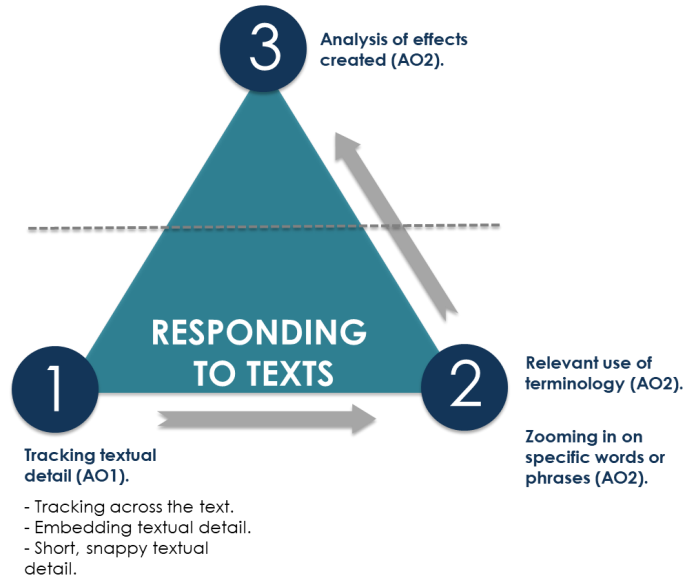 3
Analysis of effects
created (AO2).
RESPONDING
TO TEXTS
1
2
Relevant use of
terminology (AO2).
Zooming in on
specific words or
phrases (AO2).
Tracking textual
detail (AO1).
- Tracking across the text.
- Embedding textual detail.
- Short, snappy textual
detail.